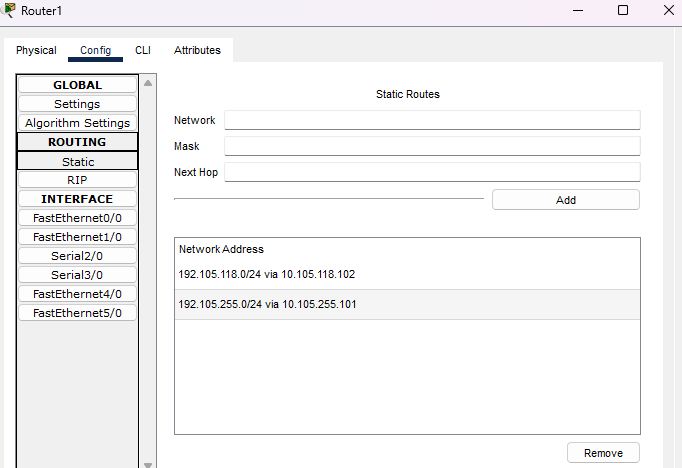 Router1
Physical Config CLI Attributes
GLOBAL
Settings
Algorithm Settings
ROUTING
Static
RIP
INTERFACE
FastEthernet0/0
FastEthernet1/0
Serial2/0
Serial3/0
FastEthernet4/0
FastEthernet5/0
Static Routes
Network
Mask
Next Hop
Add
Network Address
192.105.118.0/24 via 10.105.118.102
192.105.255.0/24 via 10.105.255.101
Remove